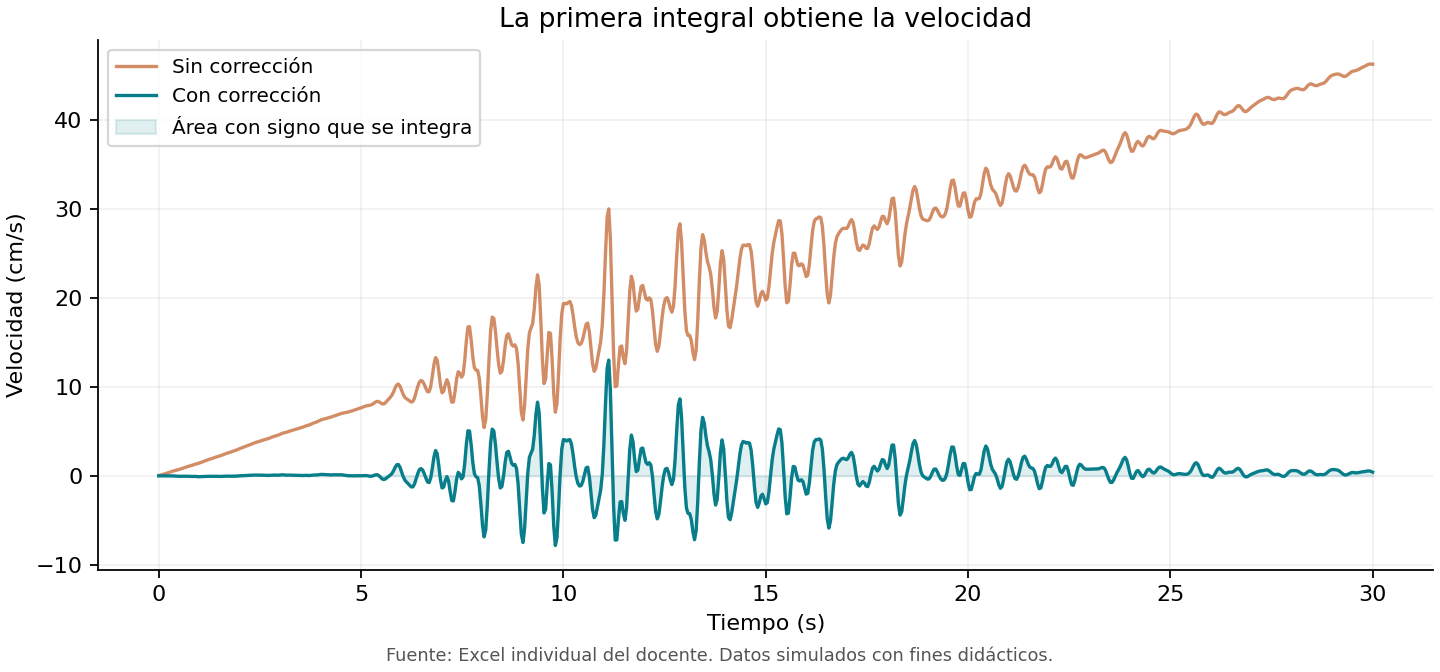 La primera integral obtiene la velocidad
Sin corrección
Con corrección
Área con signo que se integra
Velocidad (cm/s)
40
30
20
10
0
−10
0 5 10 15 20 25 30
Tiempo (s)
Fuente: Excel individual del docente. Datos simulados con fines didácticos.